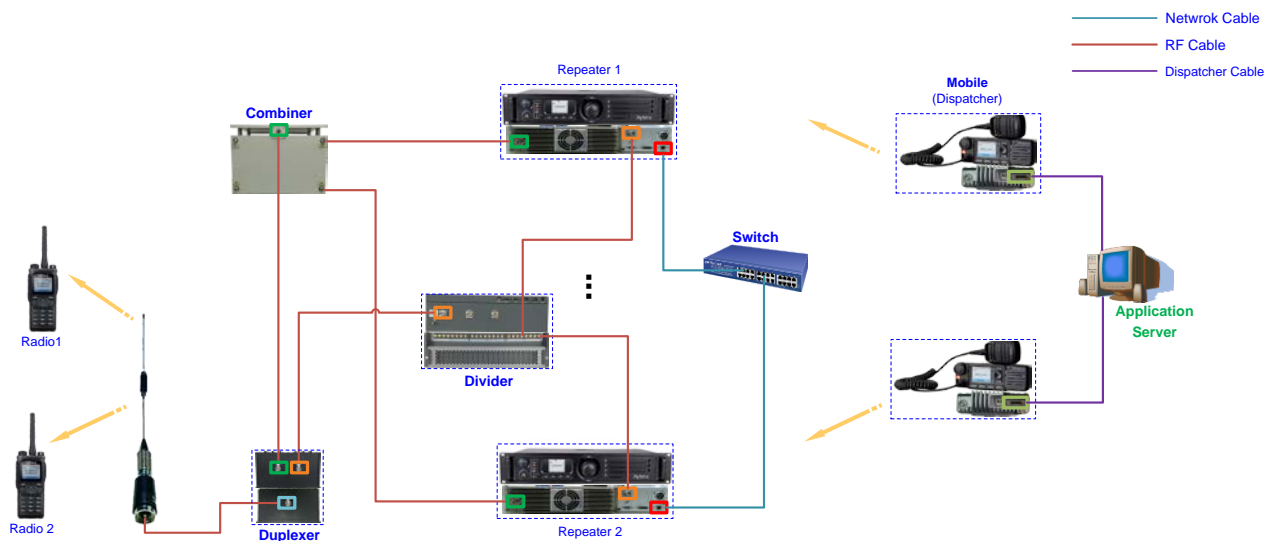 Netwrok Cable
RF Cable
Dispatcher Cable
Repeater 1
Mobile
(Dispatcher)
Combiner
Switch
Radio1
Application
Server
Divider
Radio 2
Duplexer
Repeater 2